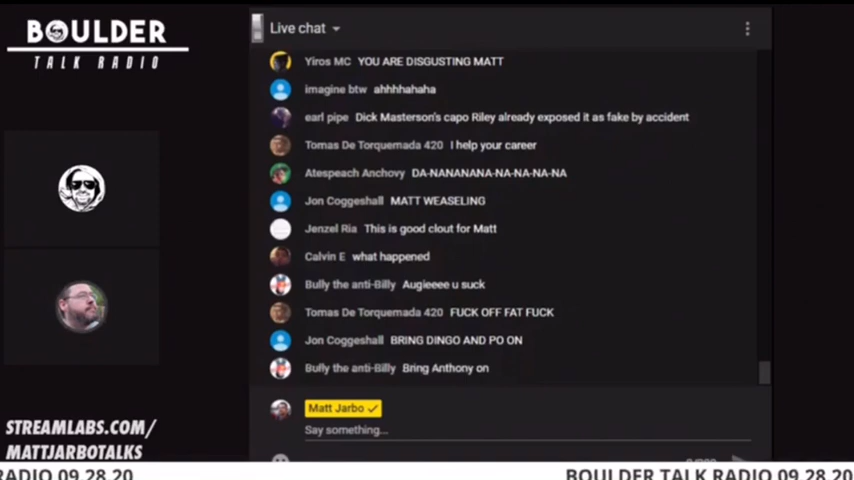 BOULDER
TALK RADIO
Live chat
Yiros MC YOU ARE DISGUSTING MATT
imagine btw ahhhhahaha
earl pipe Dick Masterson's capo Riley already exposed it as fake by accident
Tomas De Torquemada 420 I help your career
Atespeach Anchovy DA-NANANANA-NA-NA-NA-NA
Jon Coggeshall MATT WEASELING
Jenzel Ria This is good clout for Matt
Calvin E what happened
Bully the anti-Billy Augieeee u suck
Tomas De Torquemada 420 FUCK OFF FAT FUCK
Jon Coggeshall BRING DINGO AND PO ON
Bully the anti-Billy Bring Anthony on
Matt Jarbo
Say something...
STREAMLABS.COM/
MATTJARBOTALKS
RADIO 09.28.20
BOULDER TALK RADIO 09.28.20